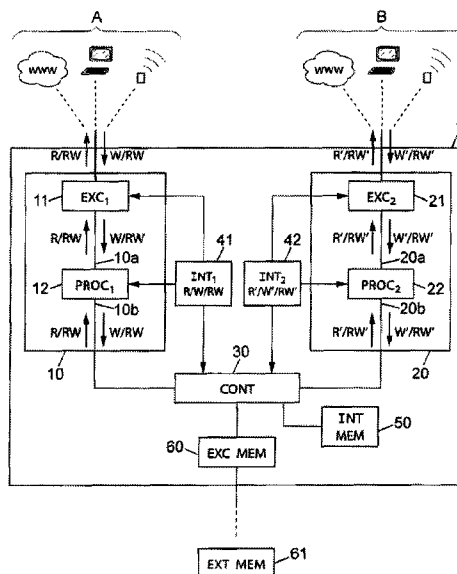 A B
www www
R/RW W/RW R'/RW' W'/RW'
11 EXC1 EXC2 21
R/RW W/RW 41 42 R'/RW' W'/RW'
10a 20a
12 PROC1 INT1 R/W/RW INT2 R'/W'/RW' PROC2 22
10b 20b
R/RW W/RW R'/RW' W'/RW'
10 30 20
CONT
INT MEM 50
60 EXC MEM
EXT MEM 61